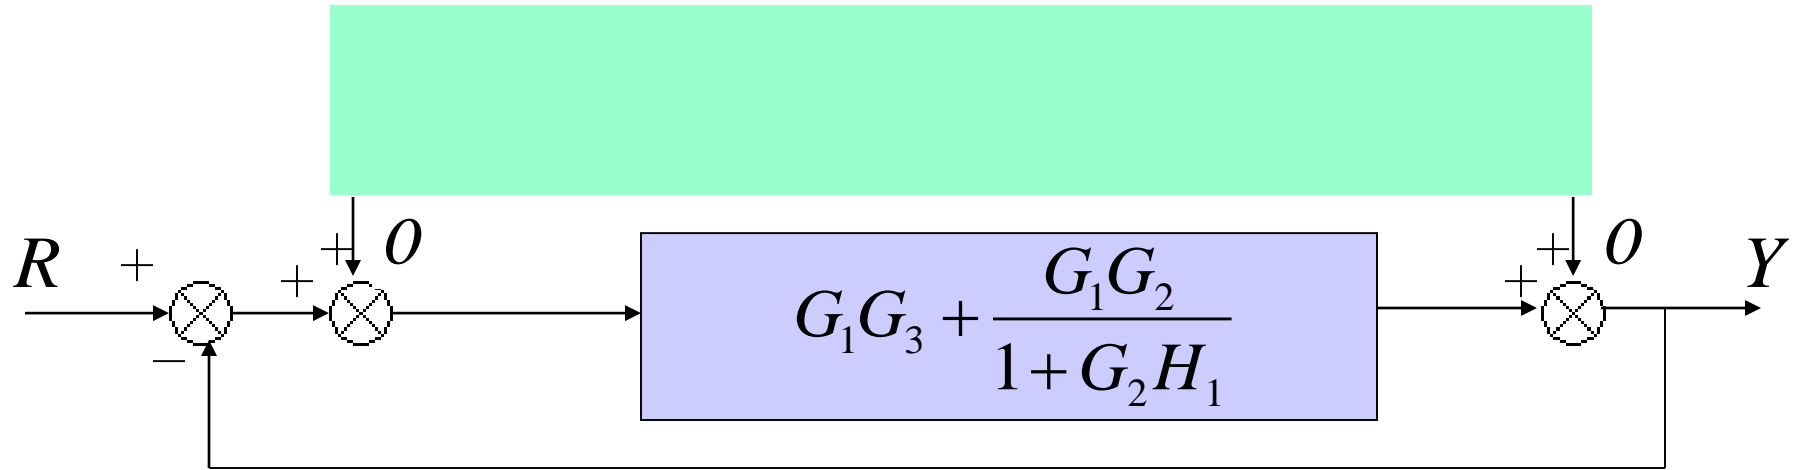 R + − + + 0
G₁G₃ + G₁G₂ / (1 + G₂H₁)
+ + 0 Y